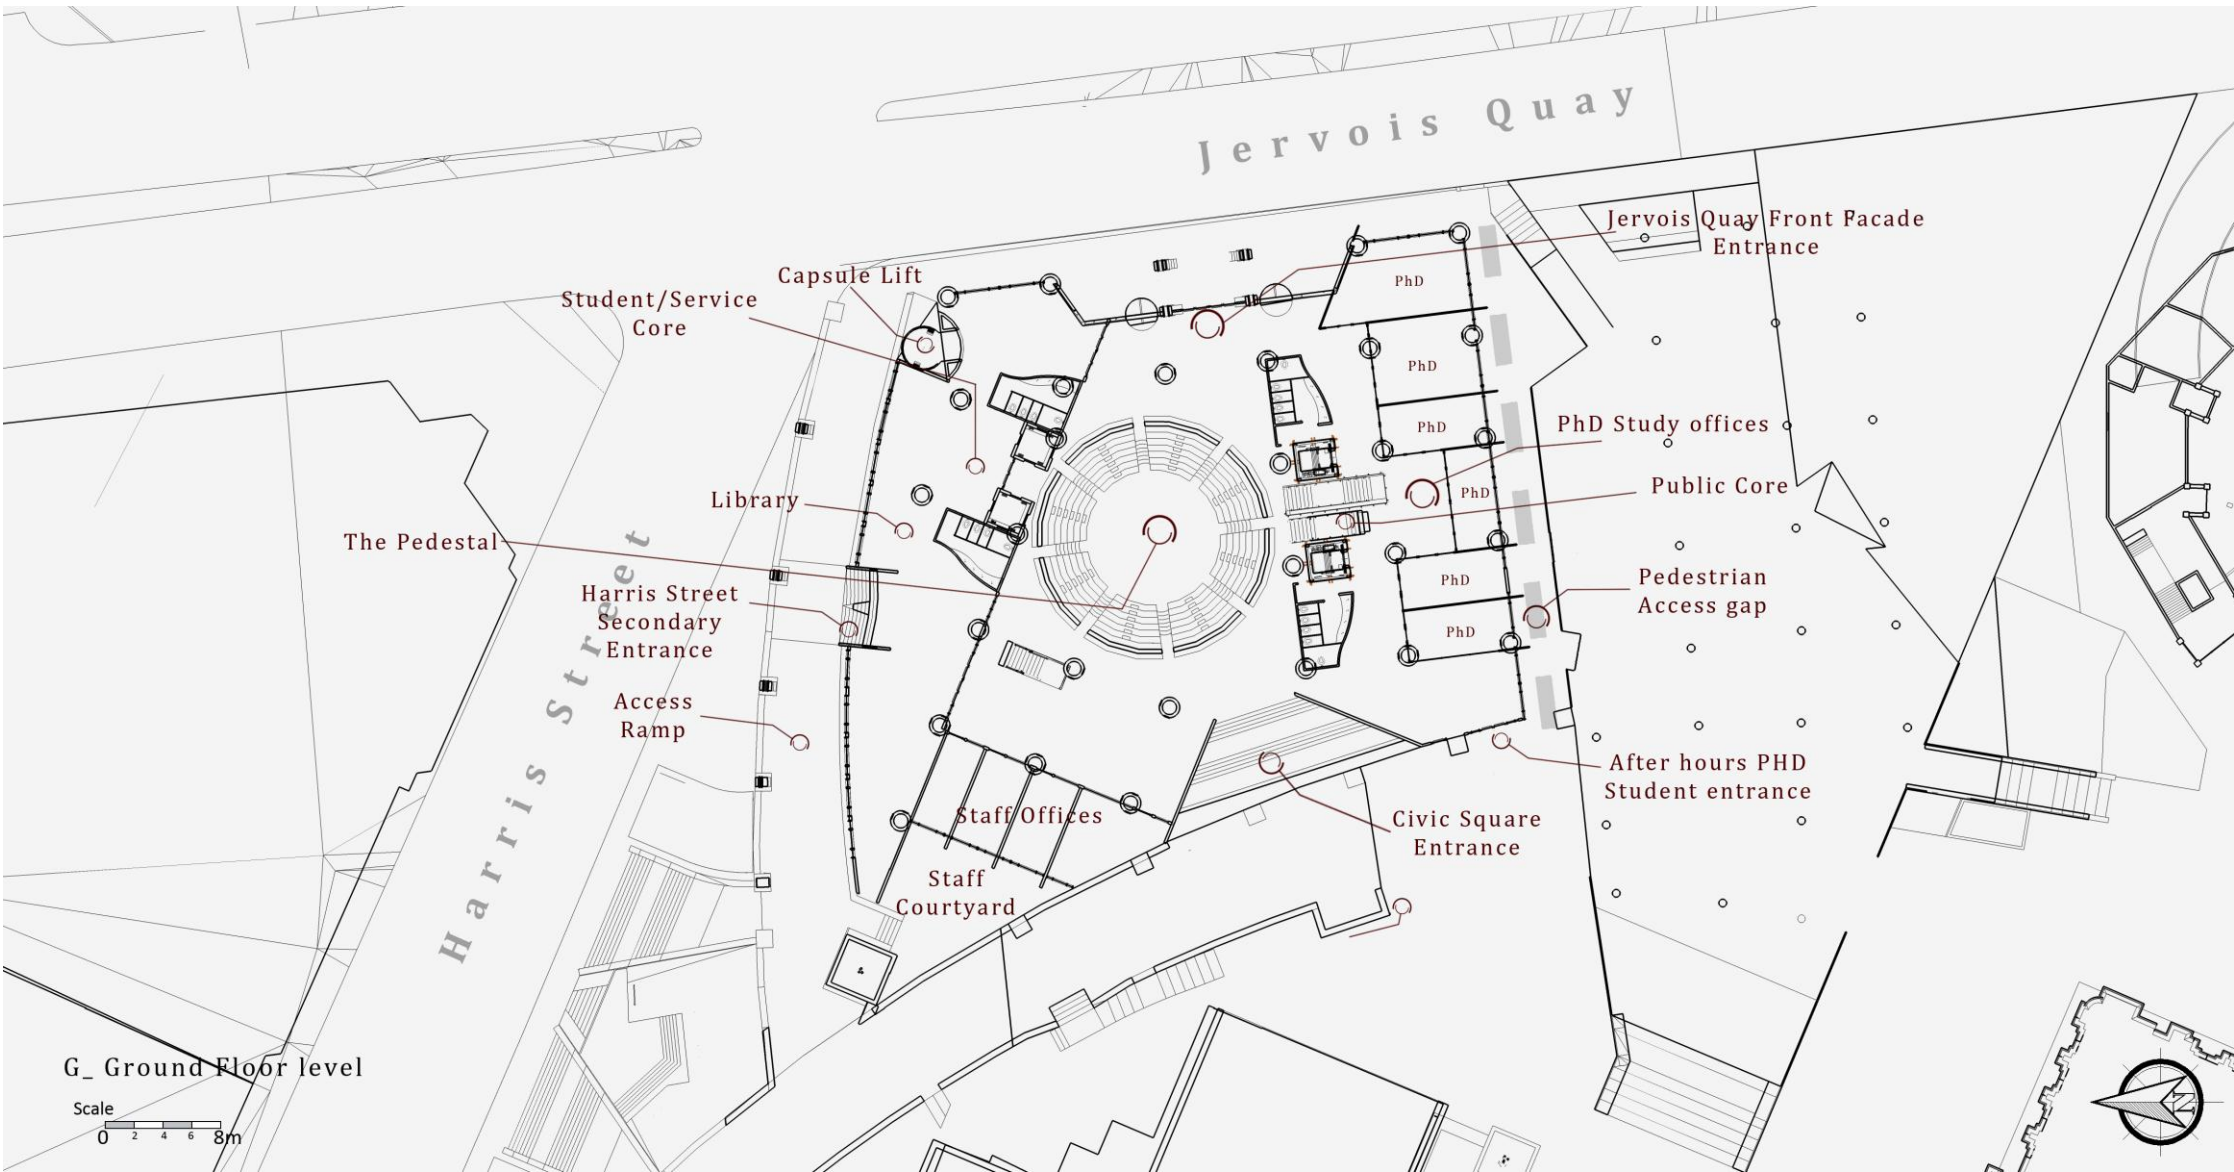 Jervois Quay
Jervois Quay Front Facade
Entrance
Capsule Lift
Student/Service
Core
PhD
PhD
PhD
PhD Study offices
PhD
Public Core
Library
The Pedestal
Harris Street
Secondary
Entrance
Harris Street
PhD
Pedestrian
Access gap
PhD
Access
Ramp
After hours PHD
Student entrance
Staff Offices
Civic Square
Entrance
Staff
Courtyard
G_ Ground Floor level
Scale
0 2 4 6 8m
N